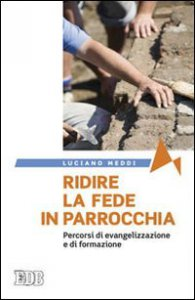 LUCIANO MEDDI
RIDIRE
LA FEDE
IN PARROCCHIA
Percorsi di evangelizzazione
e di formazione
EDB